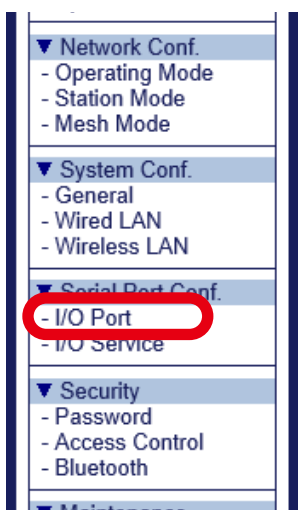 ▼ Network Conf.
- Operating Mode
- Station Mode
- Mesh Mode
▼ System Conf.
- General
- Wired LAN
- Wireless LAN
▼ Serial Port Conf.
- I/O Port
- I/O Service
▼ Security
- Password
- Access Control
- Bluetooth
▼ Maintenance